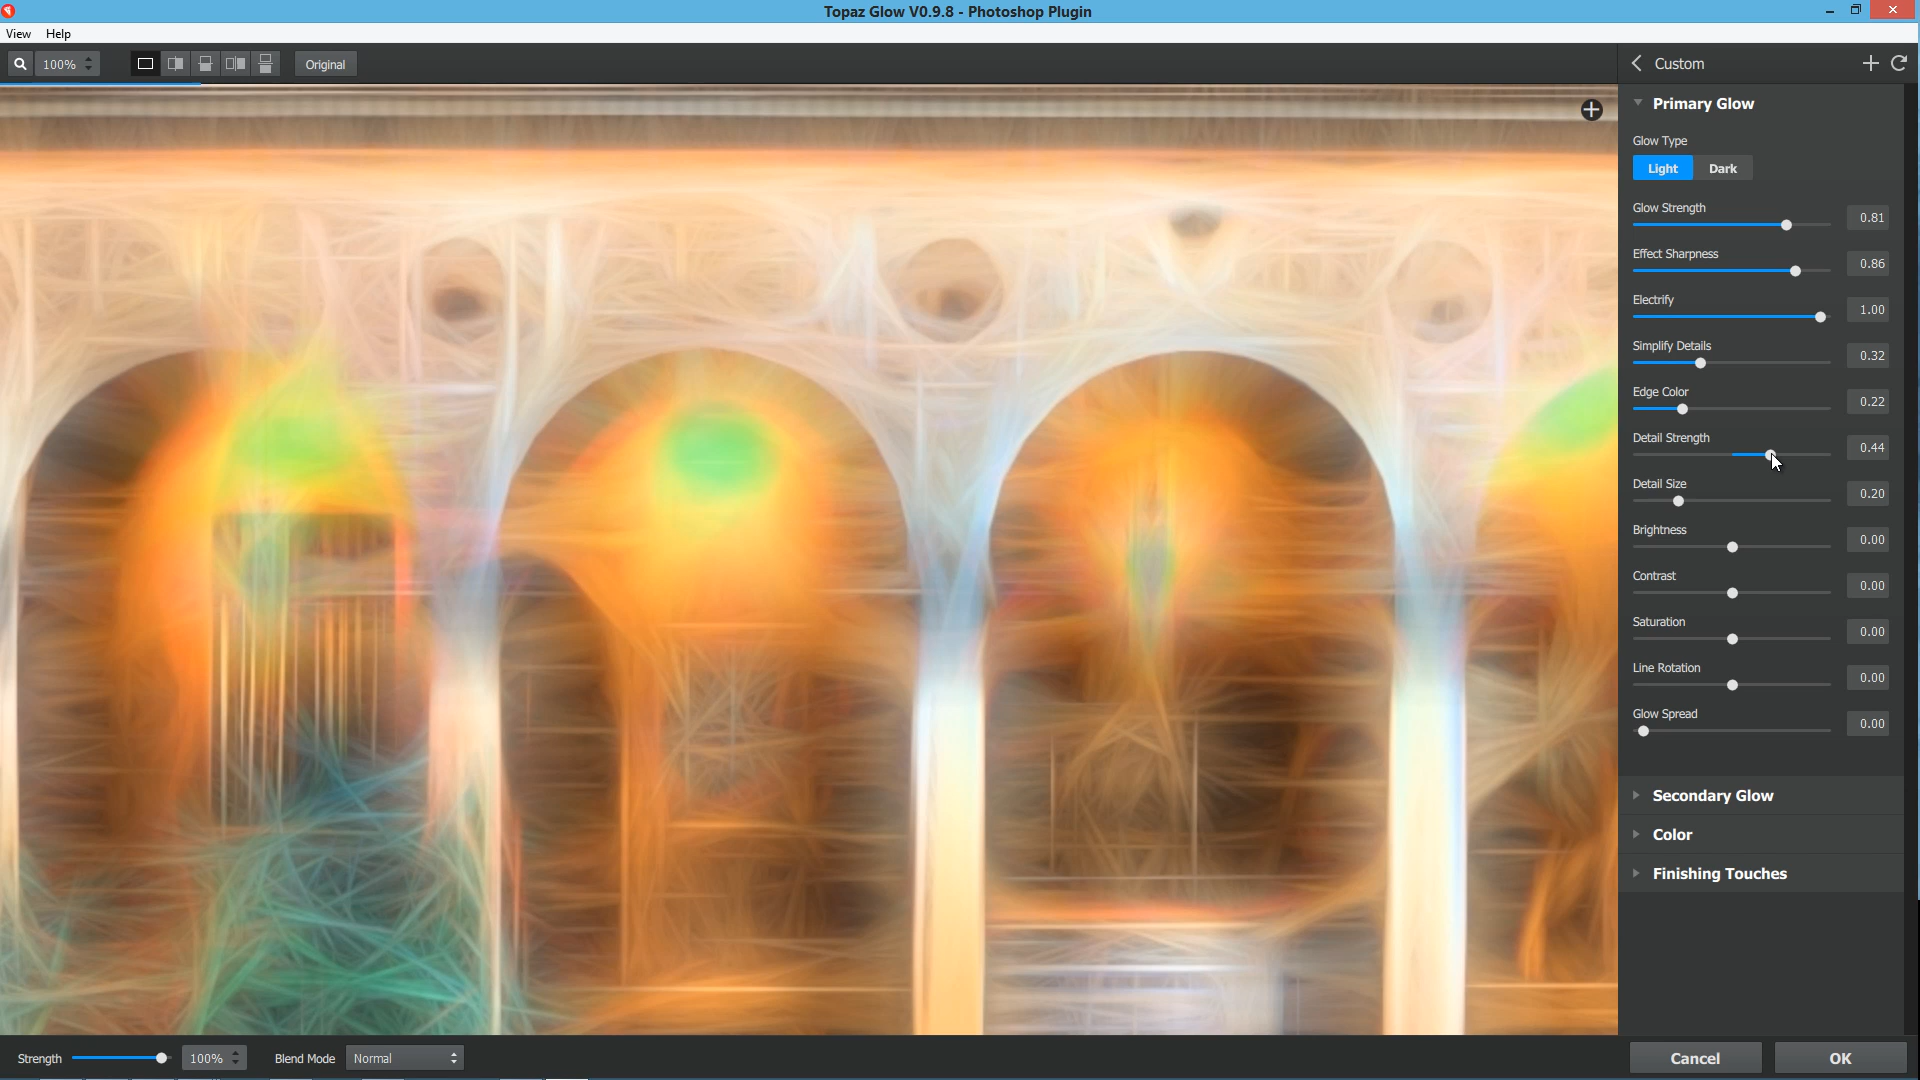 Topaz Glow V0.9.8 - Photoshop Plugin
View Help
100% Original Custom
Primary Glow
Glow Type
Light Dark
Glow Strength 0.81
Effect Sharpness 0.86
Electrify 1.00
Simplify Details 0.32
Edge Color 0.22
Detail Strength 0.44
Detail Size 0.20
Brightness 0.00
Contrast 0.00
Saturation 0.00
Line Rotation 0.00
Glow Spread 0.00
Secondary Glow
Color
Finishing Touches
Strength 100% Blend Mode Normal Cancel OK